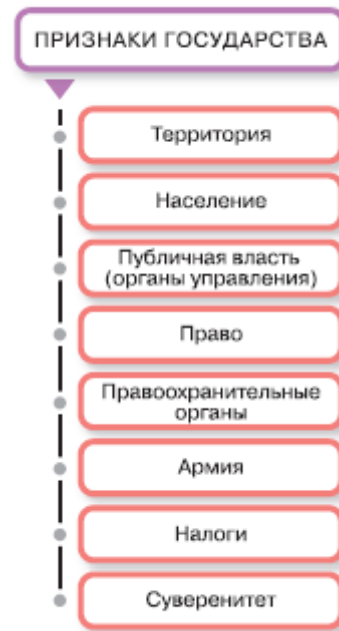 ПРИЗНАКИ ГОСУДАРСТВА
Территория
Население
Публичная власть
(органы управления)
Право
Правоохранительные
органы
Армия
Налоги
Суверенитет